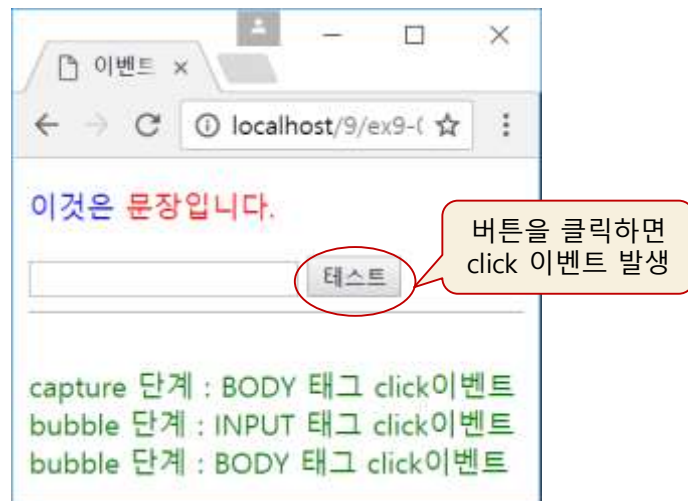 이벤트
localhost/9/ex9-(
이것은 문장입니다.
버튼을 클릭하면
click 이벤트 발생
테스트
capture 단계 : BODY 태그 click이벤트
bubble 단계 : INPUT 태그 click이벤트
bubble 단계 : BODY 태그 click이벤트